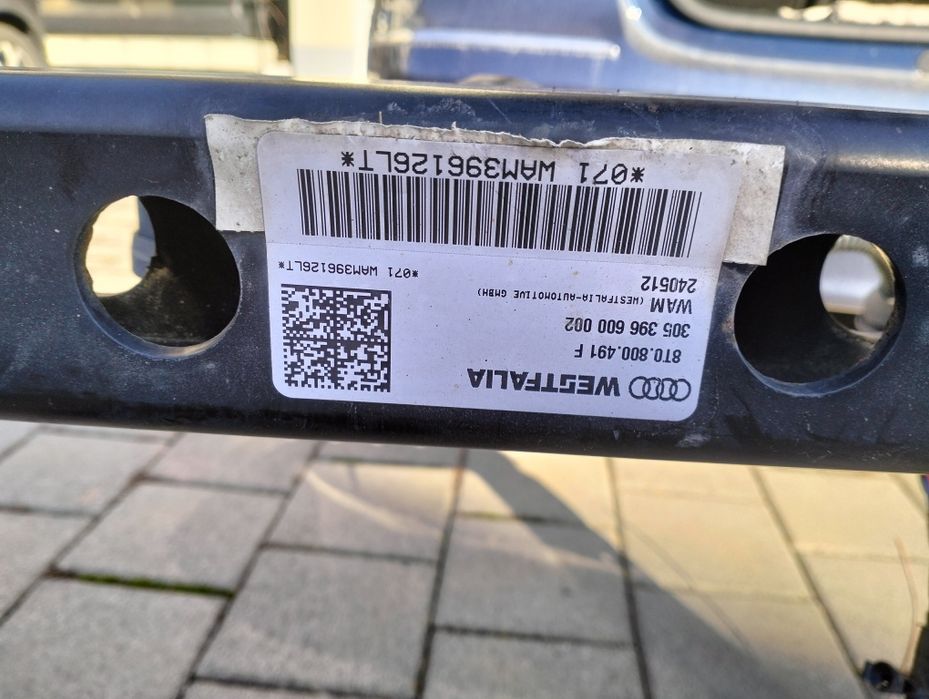 WESTFALIA
8T0.800.491 F
305 396 600 002
WAM (WESTFALIA-AUTOMOTIVE GMBH)
240512
*071 WAM396126LT*
*071 WAM396126LT*